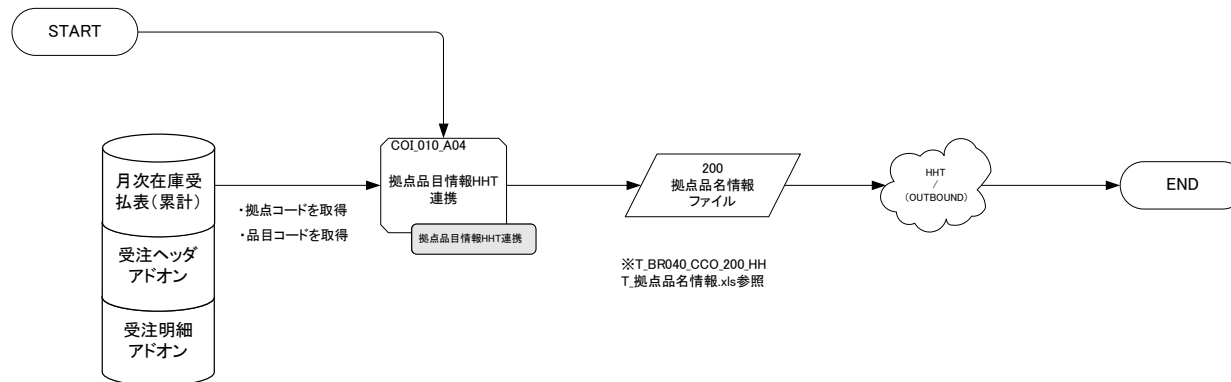 START
COI_010_A04
拠点品目情報HHT
連携
拠点品目情報HHT連携
月次在庫受
払表(累計)
受注ヘッダ
アドオン
受注明細
アドオン
・拠点コードを取得
・品目コードを取得
200
拠点品名情報
ファイル
※T_BR040_CCO_200_HH
T_拠点品名情報.xls参照
HHT
/
(OUTBOUND)
END